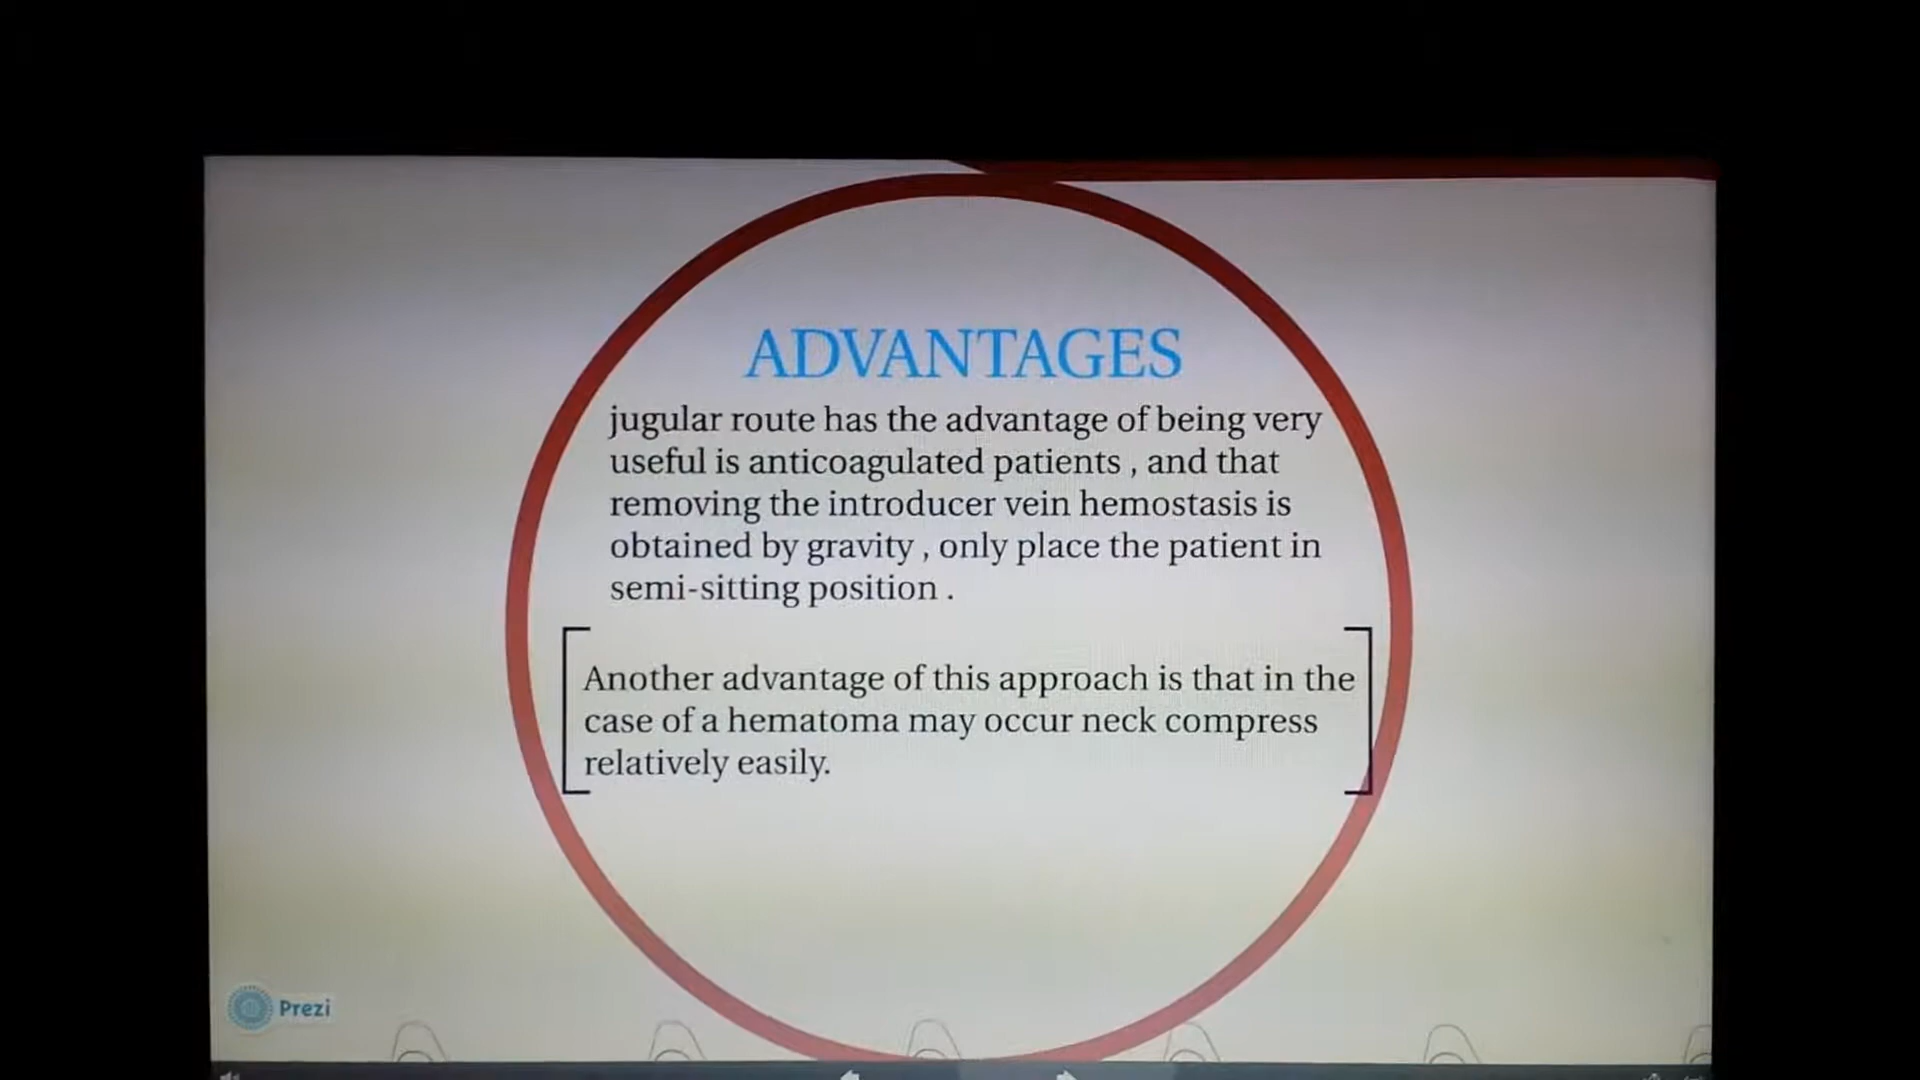 ADVANTAGES
jugular route has the advantage of being very
useful is anticoagulated patients , and that
removing the introducer vein hemostasis is
obtained by gravity , only place the patient in
semi-sitting position .
Another advantage of this approach is that in the
case of a hematoma may occur neck compress
relatively easily.
Prezi